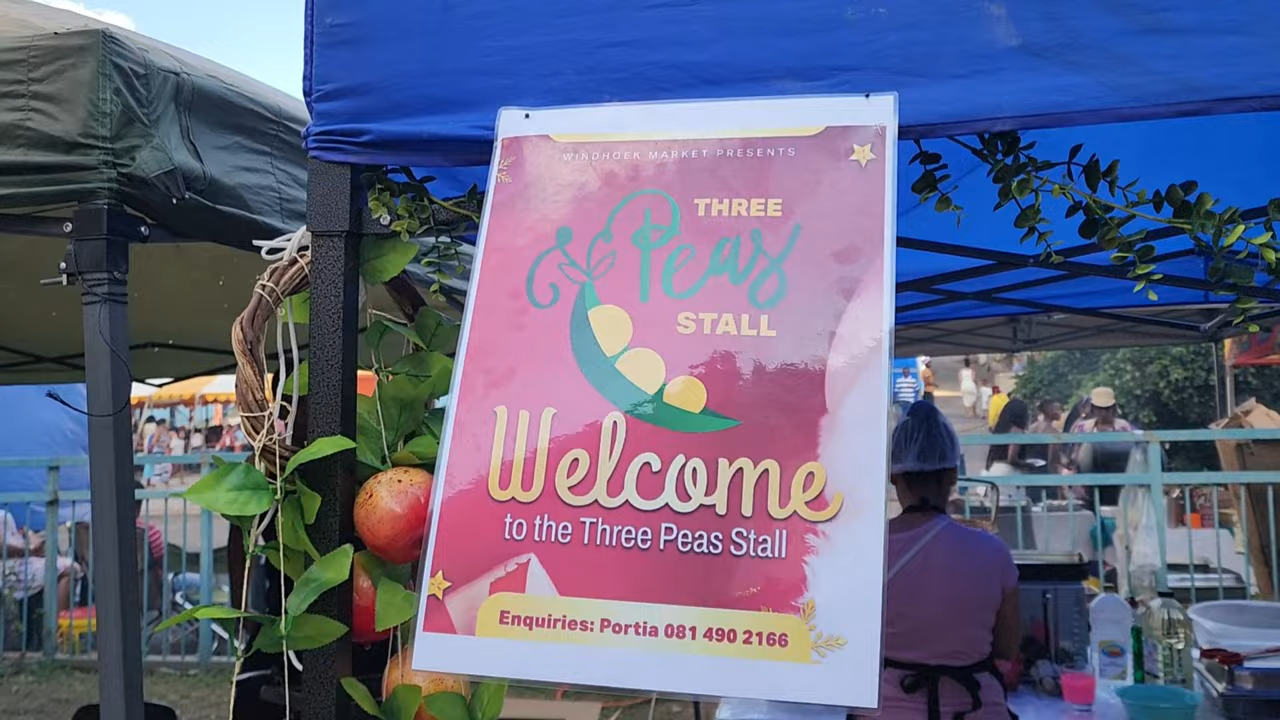 WINDHOEK MARKET PRESENTS
THREE
Peas
STALL
Welcome
to the Three Peas Stall
Enquiries: Portia 081 490 2166